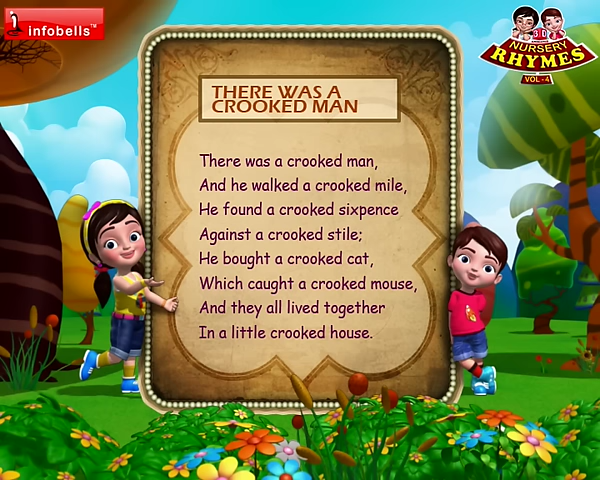 infobells™
3D
NURSERY
RHYMES
VOL - 4
THERE WAS A
CROOKED MAN
There was a crooked man,
And he walked a crooked mile,
He found a crooked sixpence
Against a crooked stile;
He bought a crooked cat,
Which caught a crooked mouse,
And they all lived together
In a little crooked house.